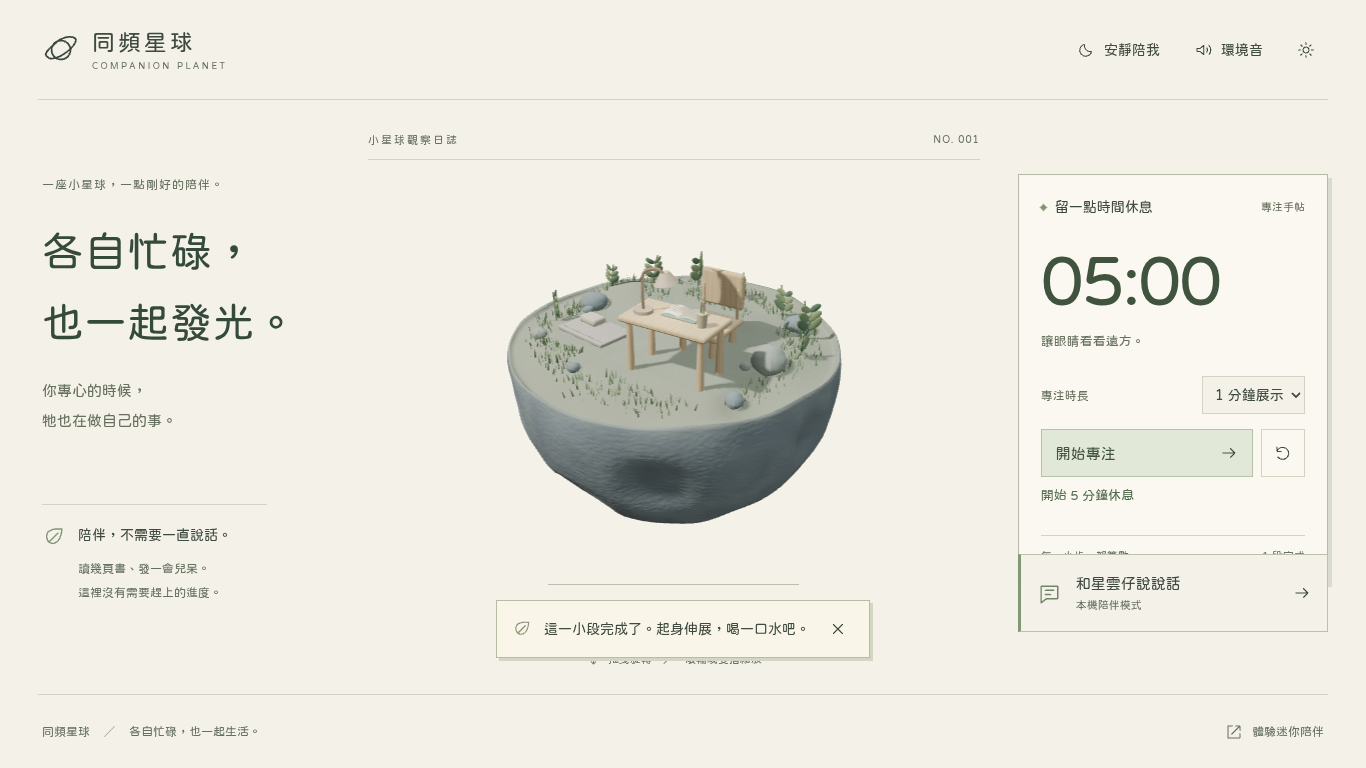 同頻星球
COMPANION PLANET
安靜陪我
環境音
小星球觀察日誌
NO. 001
一座小星球，一點剛好的陪伴。
各自忙碌，
也一起發光。
你專心的時候，
牠也在做自己的事。
陪伴，不需要一直說話。
讀幾頁書、發一會兒呆。
這裡沒有需要趕上的進度。
留一點時間休息
專注手帖
05:00
讓眼睛看看遠方。
專注時長
1 分鐘展示
開始專注
開始 5 分鐘休息
和星雲仔說說話
本機陪伴模式
這一小段完成了。起身伸展，喝一口水吧。
同頻星球 ／ 各自忙碌，也一起生活。
體驗迷你陪伴